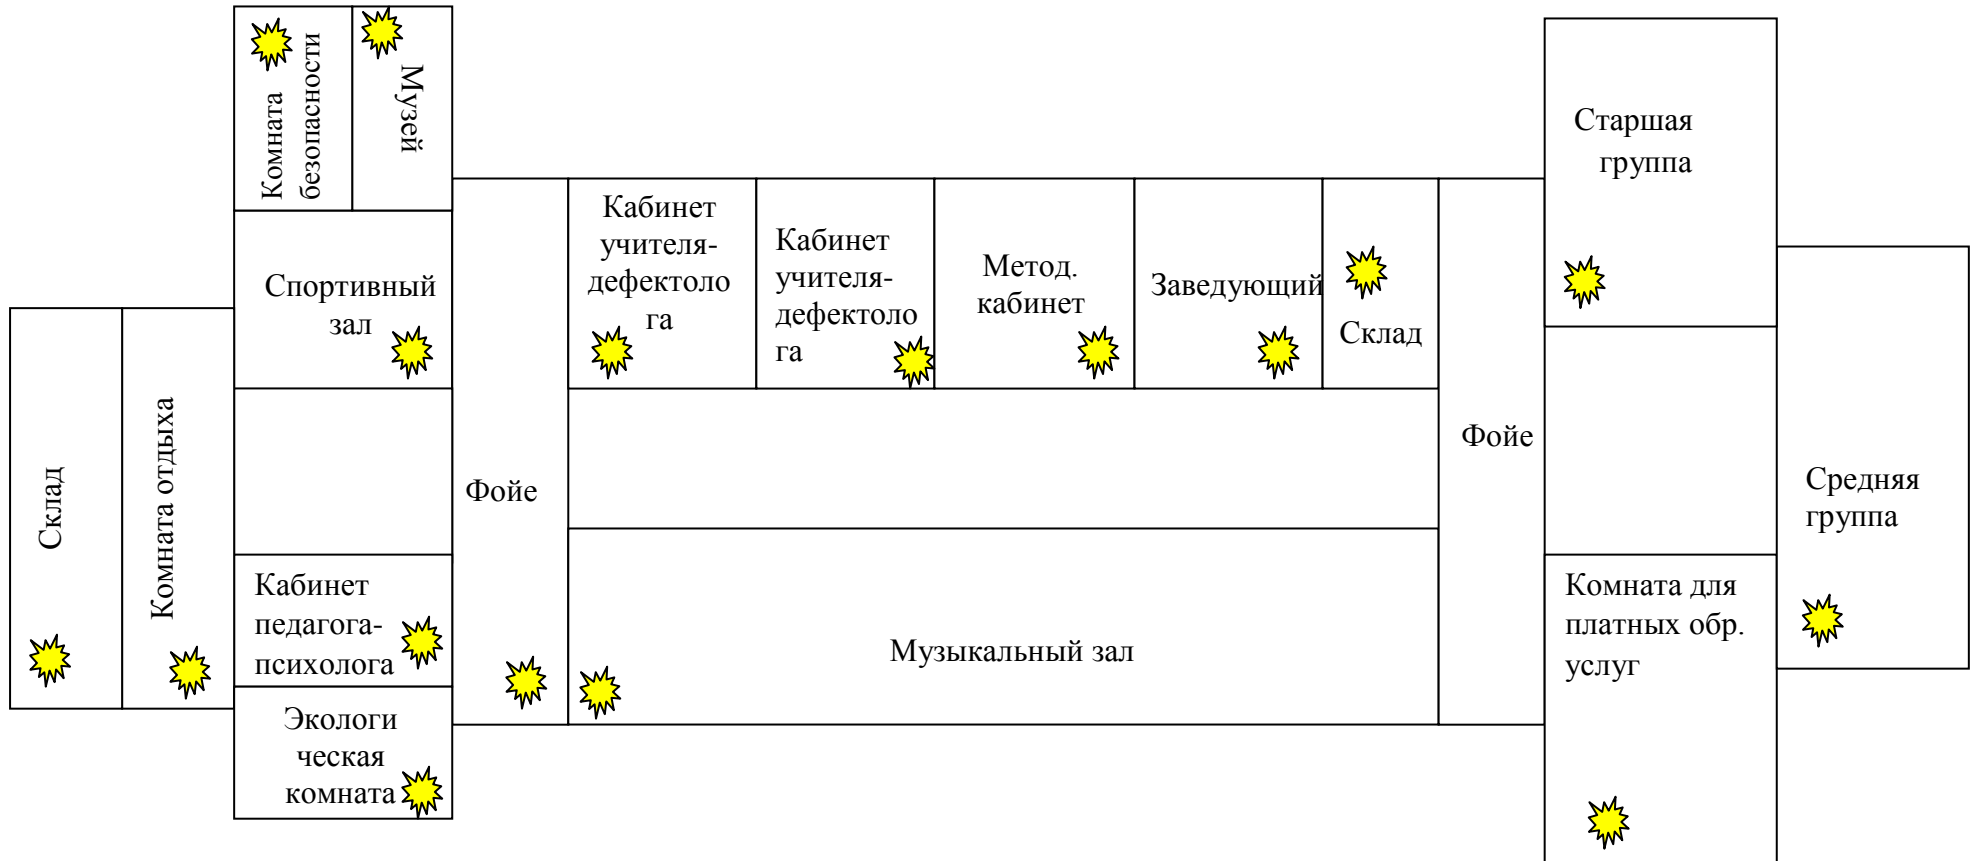 Комната
безопасности
Музей
Старшая
группа
Спортивный
зал
Кабинет
учителя-
дефектоло
га
Кабинет
учителя-
дефектоло
га
Метод.
кабинет
Заведующий
Склад
Склад
Комната отдыха
Фойе
Фойе
Средняя
группа
Кабинет
педагога-
психолога
Музыкальный зал
Комната для
платных обр.
услуг
Экологи
ческая
комната